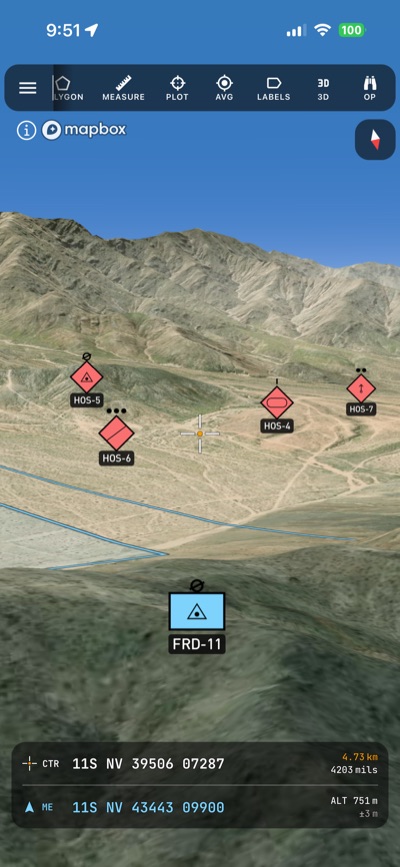 9:51
100
LYGON
MEASURE
PLOT
AVG
LABELS
3D
3D
OP
i mapbox
HOS-5
HOS-7
HOS-4
HOS-6
FRD-11
CTR 11S NV 39506 07287
4.73 km
4203 mils
ME 11S NV 43443 09900
ALT 751 m
±3 m